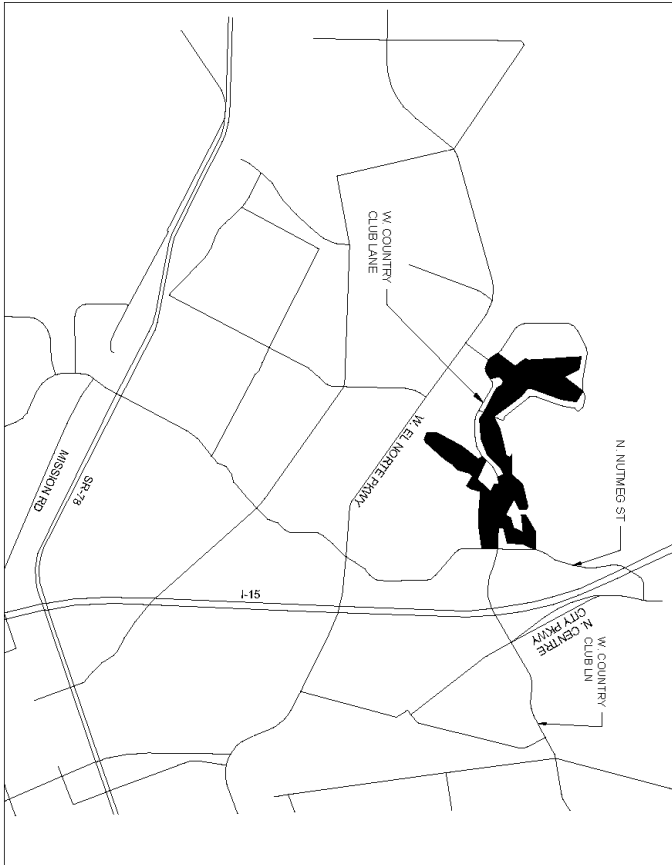 W. COUNTRY
CLUB LANE
N. NUTMEG ST
W. EL NORTE PKWY
MISSION RD
SR-78
I-15
N. CENTRE
CITY PKWY
W. COUNTRY
CLUB LN